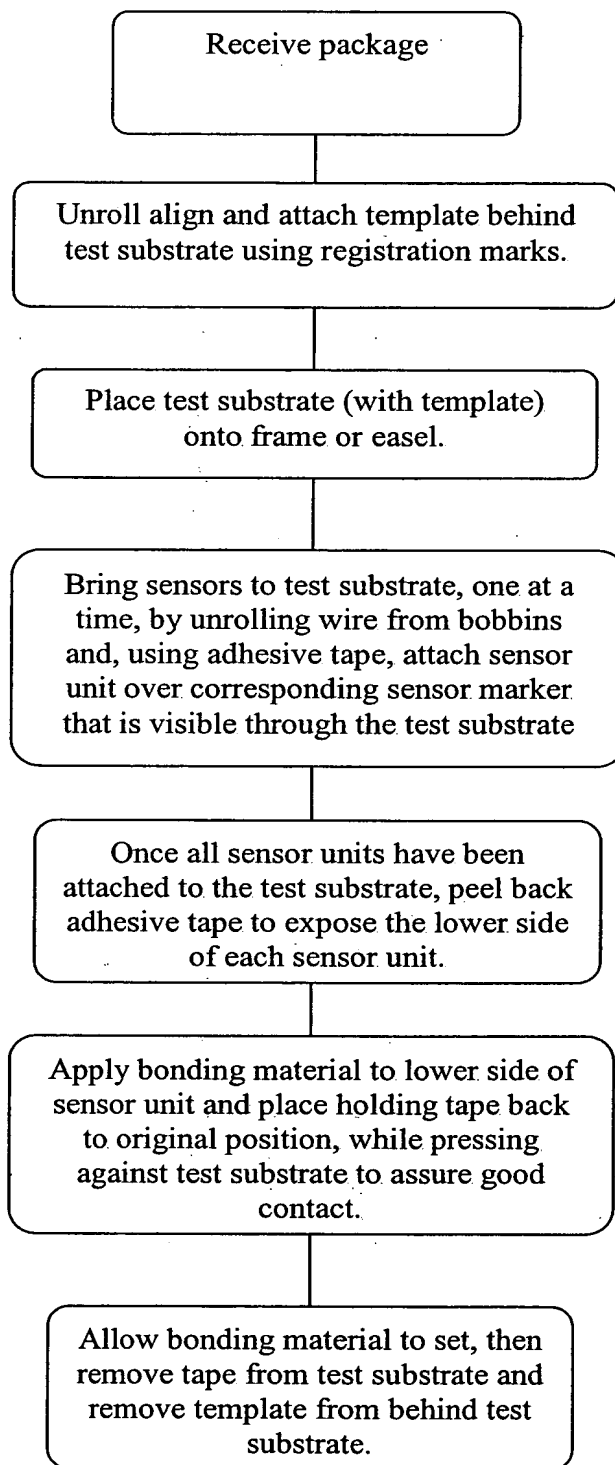 Receive package
Unroll align and attach template behind
test substrate using registration marks.
Place test substrate (with template)
onto frame or easel.
Bring sensors to test substrate, one at a
time, by unrolling wire from bobbins
and, using adhesive tape, attach sensor
unit over corresponding sensor marker
that is visible through the test substrate
Once all sensor units have been
attached to the test substrate, peel back
adhesive tape to expose the lower side
of each sensor unit.
Apply bonding material to lower side of
sensor unit and place holding tape back
to original position, while pressing
against test substrate to assure good
contact.
Allow bonding material to set, then
remove tape from test substrate and
remove template from behind test
substrate.